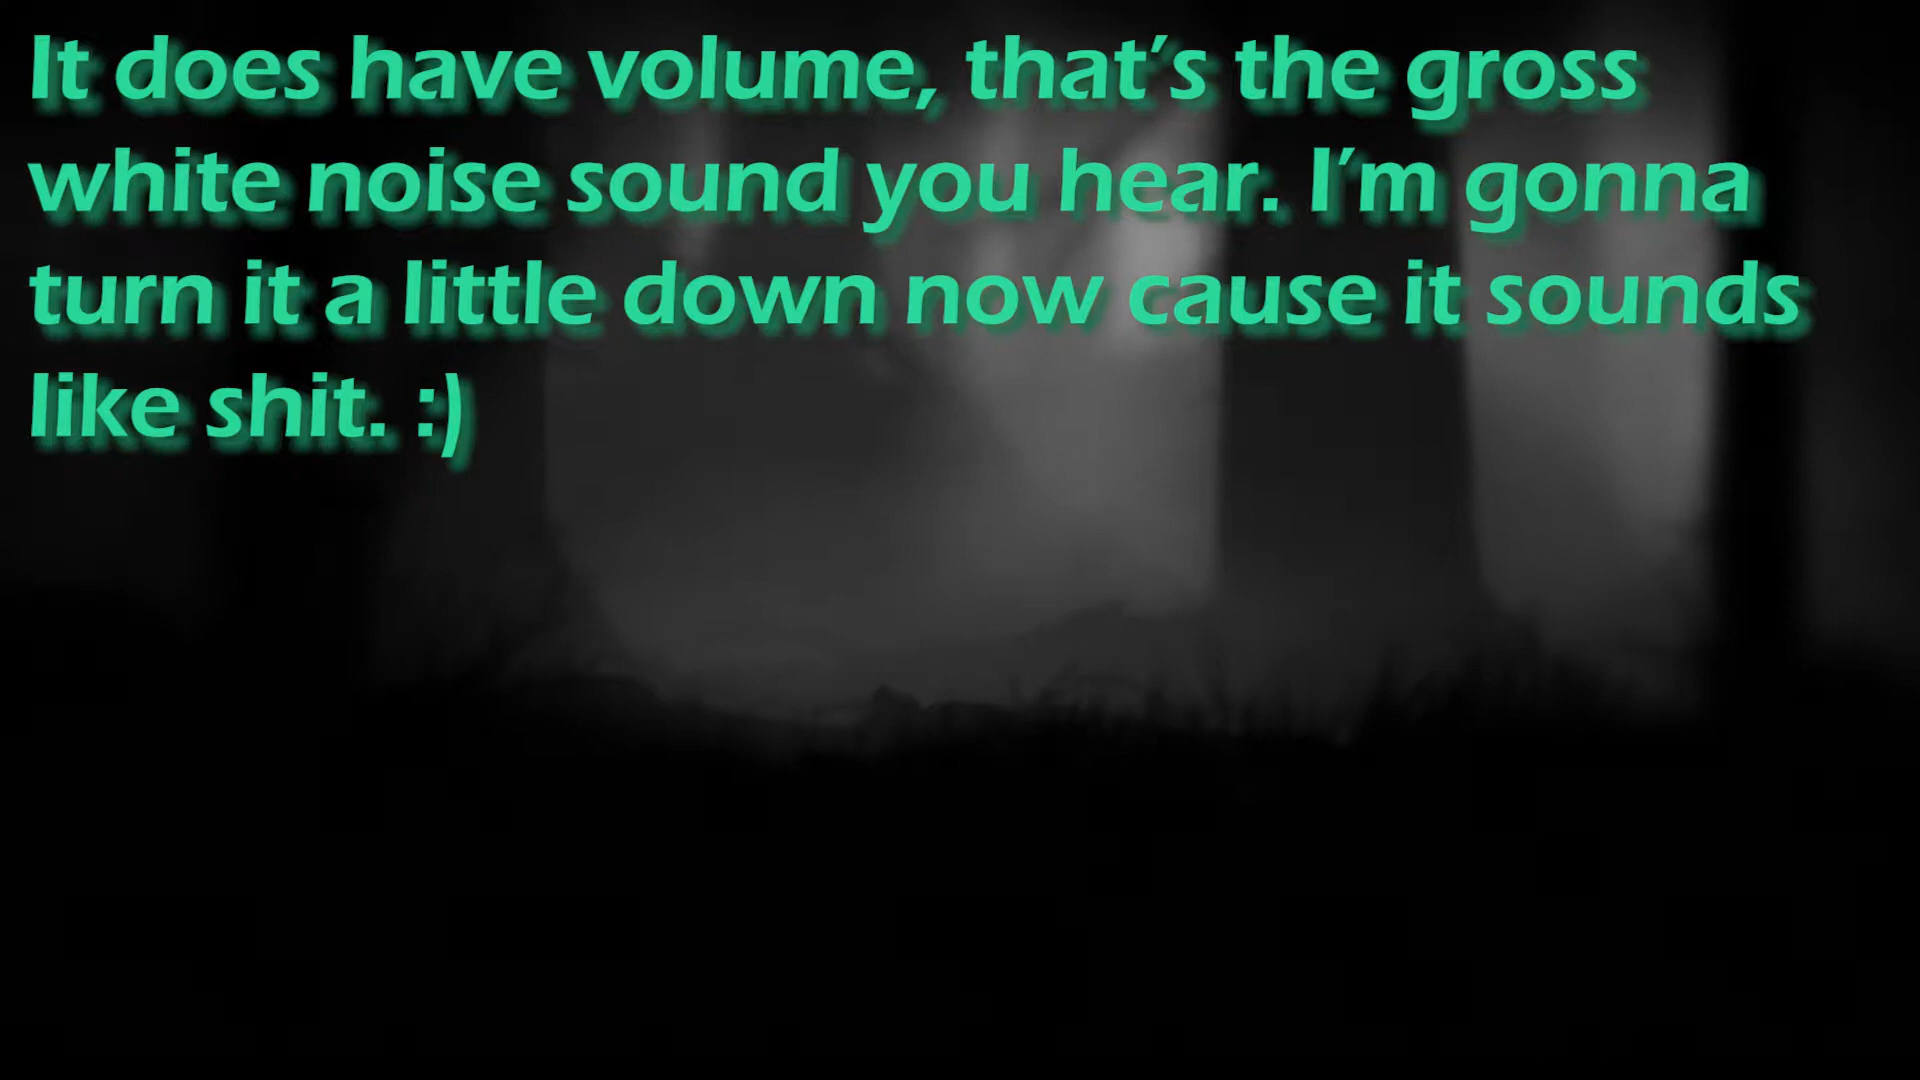 It does have volume, that's the gross
white noise sound you hear. I'm gonna
turn it a little down now cause it sounds
like shit. :)